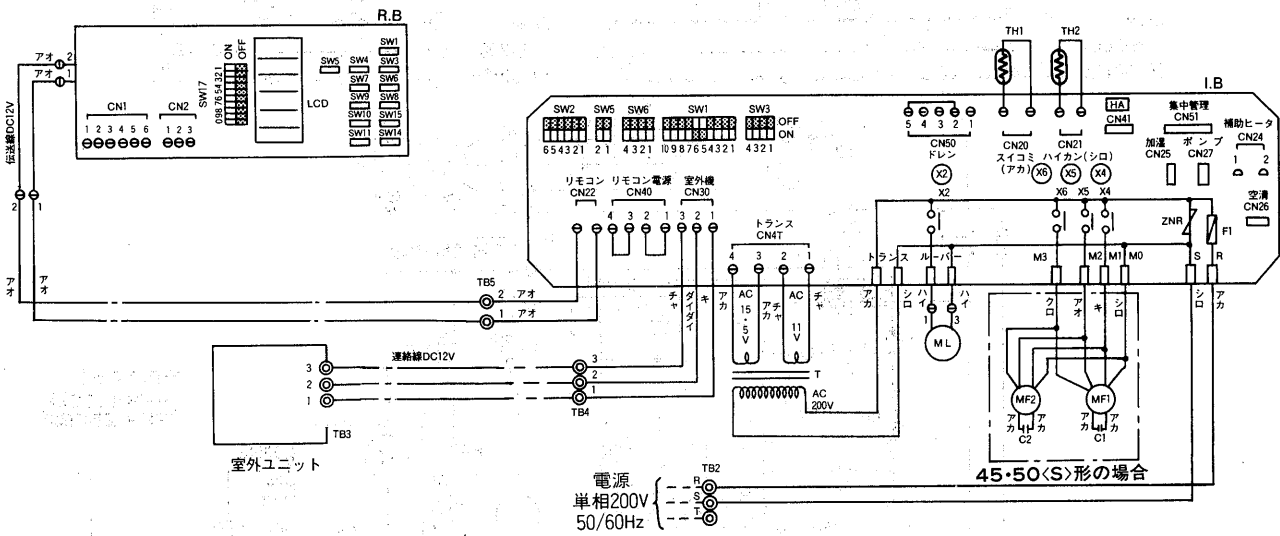 R.B
アオ 2
アオ 1
伝送線DC12V
CN1
1 2 3 4 5 6
CN2
1 2 3
SW17
ON
OFF
0 9 8 7 6 5 4 3 2 1
LCD
SW5
SW4
SW7
SW9
SW10
SW11
SW1
SW3
SW6
SW8
SW15
SW14
2 1
アオ アオ
I.B
SW2
6 5 4 3 2 1
SW5
2 1
SW6
4 3 2 1
SW1
10 9 8 7 6 5 4 3 2 1
SW3
4 3 2 1
OFF
ON
TH1
TH2
5 4 3 2 1
CN50
ドレン
X2
CN20
スイコミ
(アカ)
CN21
ハイカン(シロ)
X6 X5 X4
HA
CN41
集中管理
CN51
加湿
CN25
ポンプ
CN27
補助ヒータ
CN24
1 2
空清
CN26
リモコン
CN22
リモコン電源
CN40
4 3 2 1
室外機
CN30
3 2 1
トランス
CN4T
4 3 2 1
X2
X6 X5 X4
ZNR
F1
トランス
ルーバー
M3 M2 M1 M0
S R
チャ ダイダイ キ アカ
AC 15.5V
アカ チャ
AC 11V
チャ
アカ シロ
ハイ ハイ
1 3
ML
クロ アオ キ シロ
シロ アカ
TB5
2 アオ
1 アオ
T
AC
200V
連絡線DC12V
3
2
1
TB4
3
2
1
TB3
室外ユニット
MF2
MF1
アカ アカ
C2
アカ アカ
C1
45・50〈S〉形の場合
電源
単相200V
50/60Hz
TB2
R
S
T